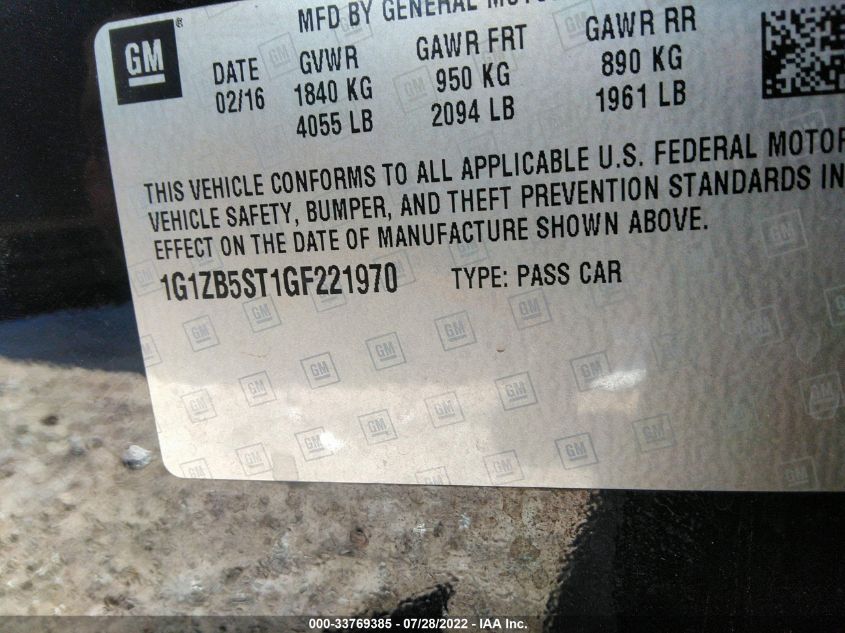 GM ®
MFD BY GENERAL
DATE GVWR GAWR FRT GAWR RR
02/16 1840 KG 950 KG 890 KG
4055 LB 2094 LB 1961 LB
THIS VEHICLE CONFORMS TO ALL APPLICABLE U.S. FEDERAL MOTOR
VEHICLE SAFETY, BUMPER, AND THEFT PREVENTION STANDARDS IN
EFFECT ON THE DATE OF MANUFACTURE SHOWN ABOVE.
1G1ZB5ST1GF221970 TYPE: PASS CAR
000-33769385 / 07/28/2022 - IAA Inc.